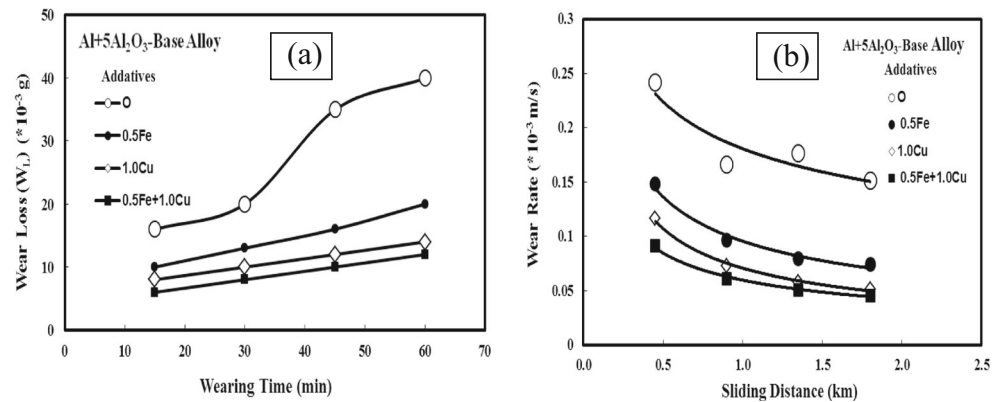 (a)
Al+5Al₂O₃-Base Alloy
Addatives
O
0.5Fe
1.0Cu
0.5Fe+1.0Cu
Wear Loss (W_L) (*10⁻³ g)
50
40
30
20
10
0
0 10 20 30 40 50 60 70
Wearing Time (min)
(b)
Al+5Al₂O₃-Base Alloy
Addatives
O
0.5Fe
1.0Cu
0.5Fe+1.0Cu
Wear Rate (*10⁻³ m/s)
0.3
0.25
0.2
0.15
0.1
0.05
0
0.0 0.5 1.0 1.5 2.0 2.5
Sliding Distance (km)